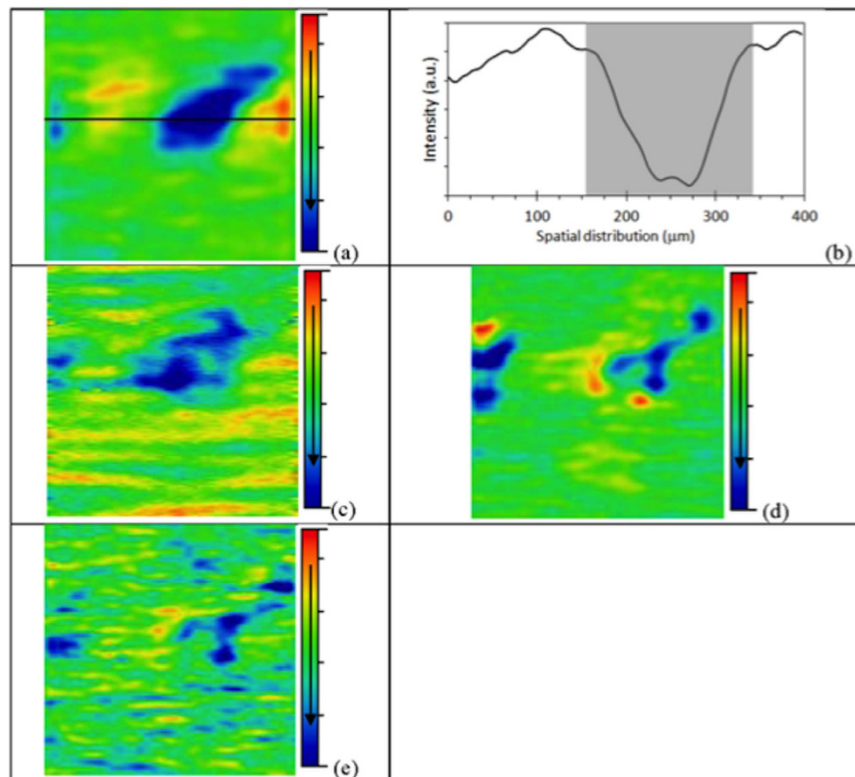 (a)
Intensity (a.u.)
0 100 200 300 400
Spatial distribution (µm)
(b)
(c)
(d)
(e)